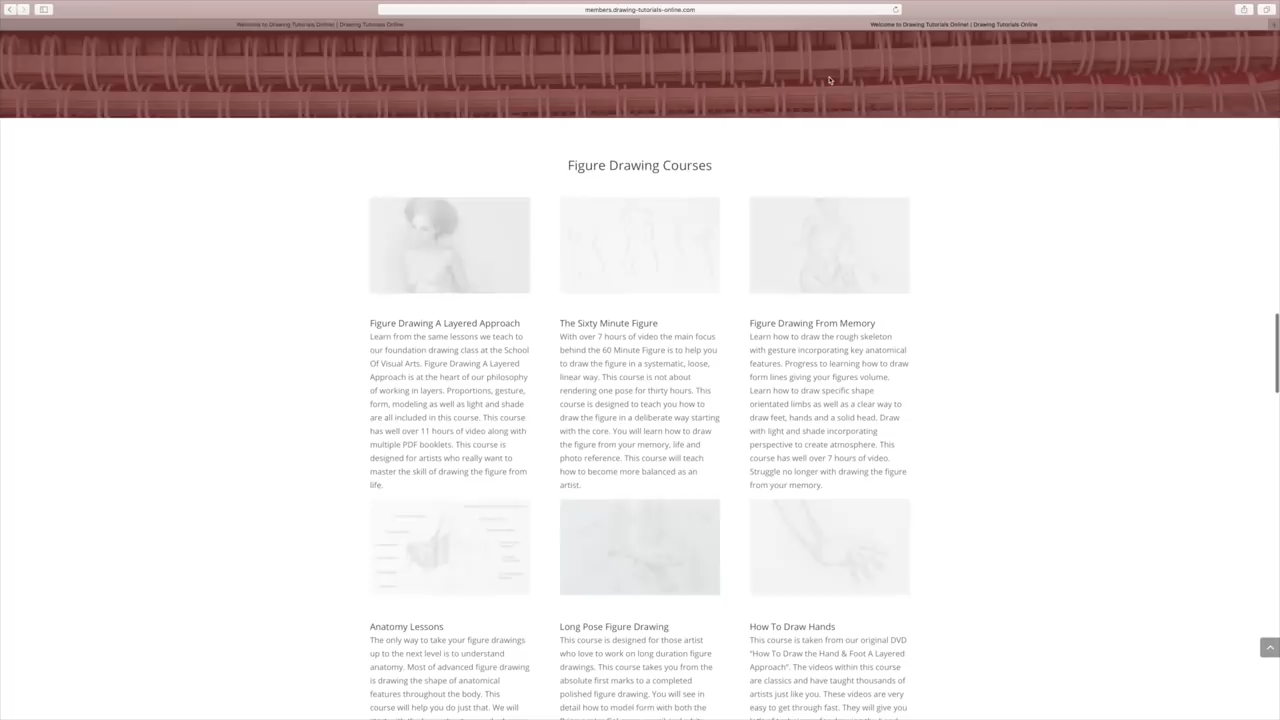 members.drawing-tutorials-online.com
Welcome to Drawing Tutorials Online! | Drawing Tutorials Online
Welcome to Drawing Tutorials Online! | Drawing Tutorials Online
Figure Drawing Courses
Figure Drawing A Layered Approach
Learn from the same lessons we teach to
our foundation drawing class at the School
Of Visual Arts. Figure Drawing A Layered
Approach is at the heart of our philosophy
of working in layers. Proportions, gesture,
form, modeling as well as light and shade
are all included in this course. This course
has well over 11 hours of video along with
multiple PDF booklets. This course is
designed for artists who really want to
master the skill of drawing the figure from
life.
The Sixty Minute Figure
With over 7 hours of video the main focus
behind the 60 Minute Figure is to help you
to draw the figure in a systematic, loose,
linear way. This course is not about
rendering one pose for thirty hours. This
course is designed to teach you how to
draw the figure in a deliberate way starting
with the core. You will learn how to draw
the figure from your memory, life and
photo reference. This course will teach
how to become more balanced as an
artist.
Figure Drawing From Memory
Learn how to draw the rough skeleton
with gesture incorporating key anatomical
features. Progress to learning how to draw
form lines giving your figures volume.
Learn how to draw specific shape
orientated limbs as well as a clear way to
draw feet, hands and a solid head. Draw
with light and shade incorporating
perspective to create atmosphere. This
course has well over 7 hours of video.
Struggle no longer with drawing the figure
from your memory.
Anatomy Lessons
The only way to take your figure drawings
up to the next level is to understand
anatomy. Most of advanced figure drawing
is drawing the shape of anatomical
features throughout the body. This
course will help you do just that. We will
Long Pose Figure Drawing
This course is designed for those artist
who love to work on long duration figure
drawings. This course takes you from the
absolute first marks to a completed
polished figure drawing. You will see in
detail how to model form with both the
How To Draw Hands
This course is taken from our original DVD
"How To Draw the Hand & Foot A Layered
Approach". The videos within this course
are classics and have taught thousands of
artists just like you. These videos are very
easy to get through fast. They will give you